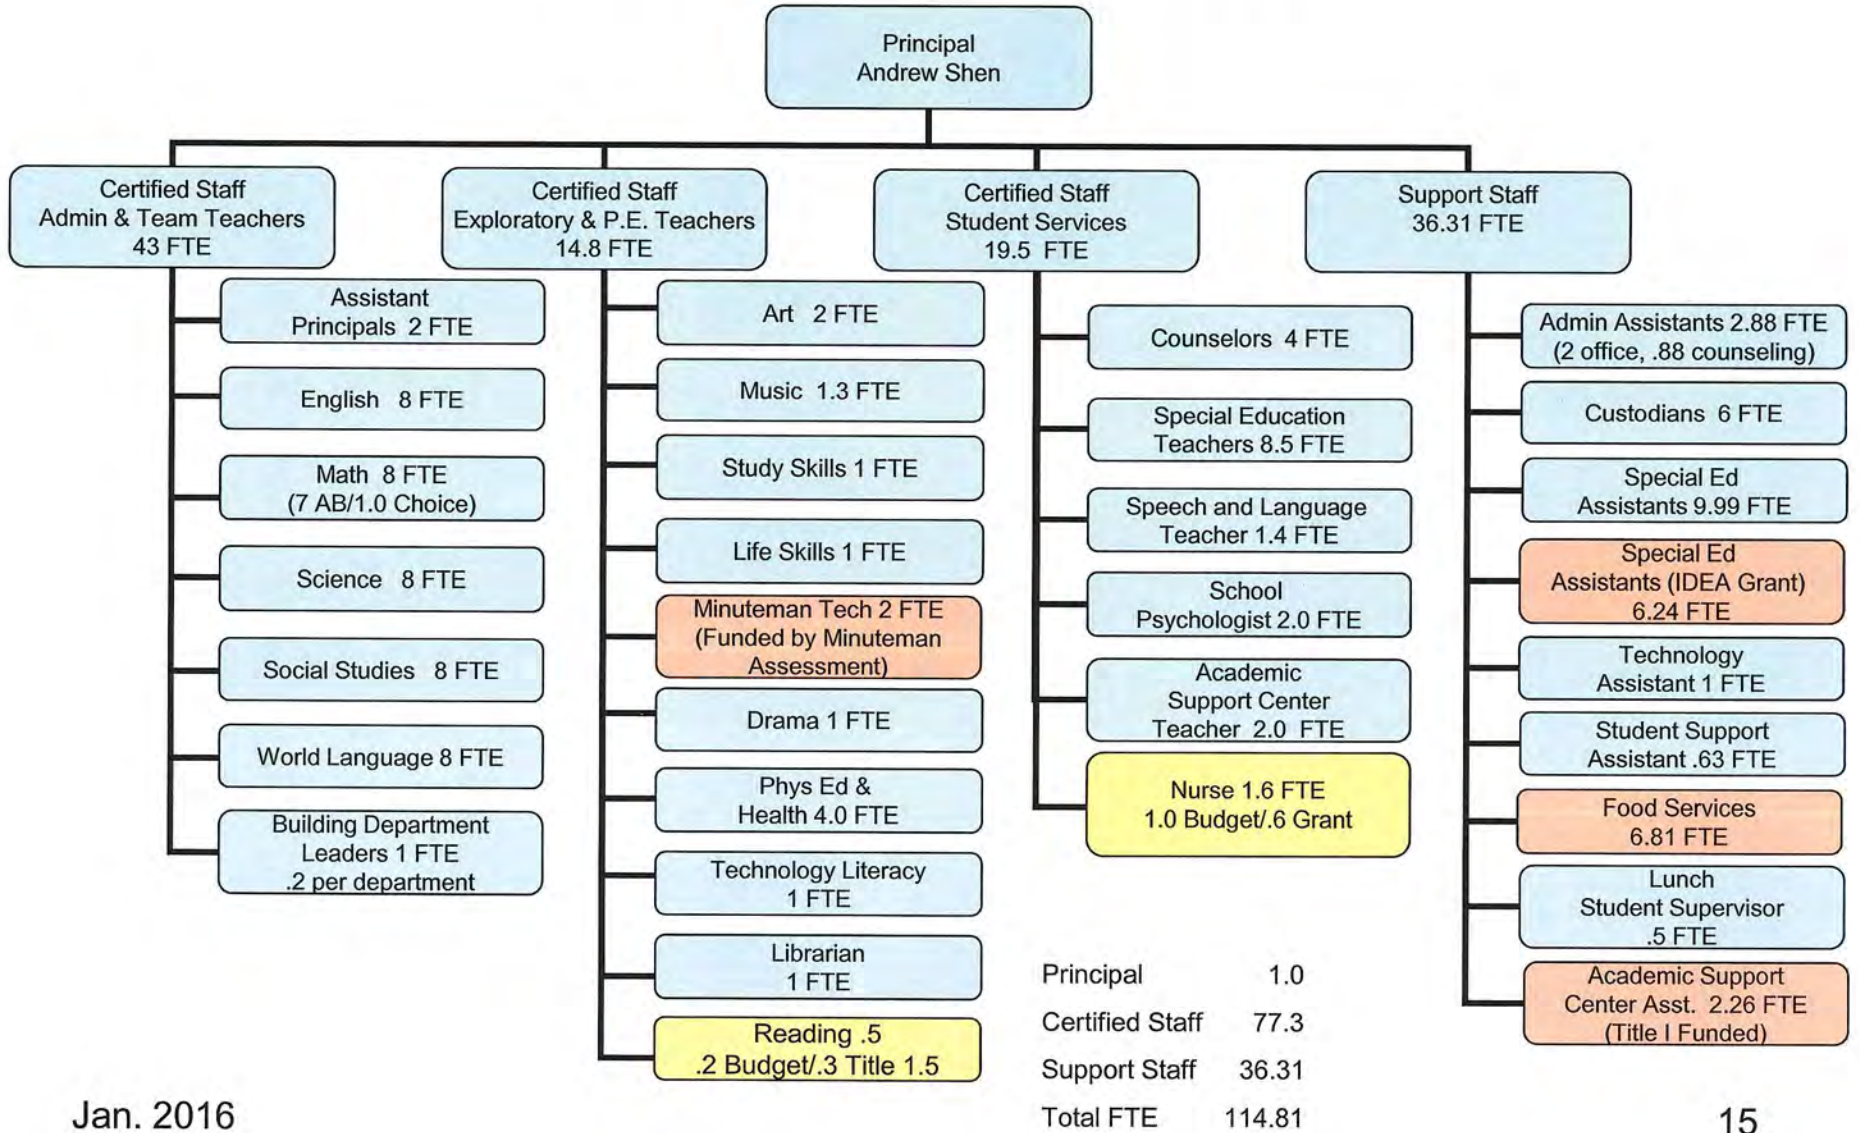 Principal
Andrew Shen
Certified Staff
Admin & Team Teachers
43 FTE
Assistant
Principals 2 FTE
English 8 FTE
Math 8 FTE
(7 AB/1.0 Choice)
Science 8 FTE
Social Studies 8 FTE
World Language 8 FTE
Building Department
Leaders 1 FTE
.2 per department
Certified Staff
Exploratory & P.E. Teachers
14.8 FTE
Art 2 FTE
Music 1.3 FTE
Study Skills 1 FTE
Life Skills 1 FTE
Minuteman Tech 2 FTE
(Funded by Minuteman
Assessment)
Drama 1 FTE
Phys Ed &
Health 4.0 FTE
Technology Literacy
1 FTE
Librarian
1 FTE
Reading .5
.2 Budget/.3 Title 1.5
Certified Staff
Student Services
19.5 FTE
Counselors 4 FTE
Special Education
Teachers 8.5 FTE
Speech and Language
Teacher 1.4 FTE
School
Psychologist 2.0 FTE
Academic
Support Center
Teacher 2.0 FTE
Nurse 1.6 FTE
1.0 Budget/.6 Grant
Support Staff
36.31 FTE
Admin Assistants 2.88 FTE
(2 office, .88 counseling)
Custodians 6 FTE
Special Ed
Assistants 9.99 FTE
Special Ed
Assistants (IDEA Grant)
6.24 FTE
Technology
Assistant 1 FTE
Student Support
Assistant .63 FTE
Food Services
6.81 FTE
Lunch
Student Supervisor
.5 FTE
Academic Support
Center Asst. 2.26 FTE
(Title I Funded)
Principal 1.0
Certified Staff 77.3
Support Staff 36.31
Total FTE 114.81
Jan. 2016
15